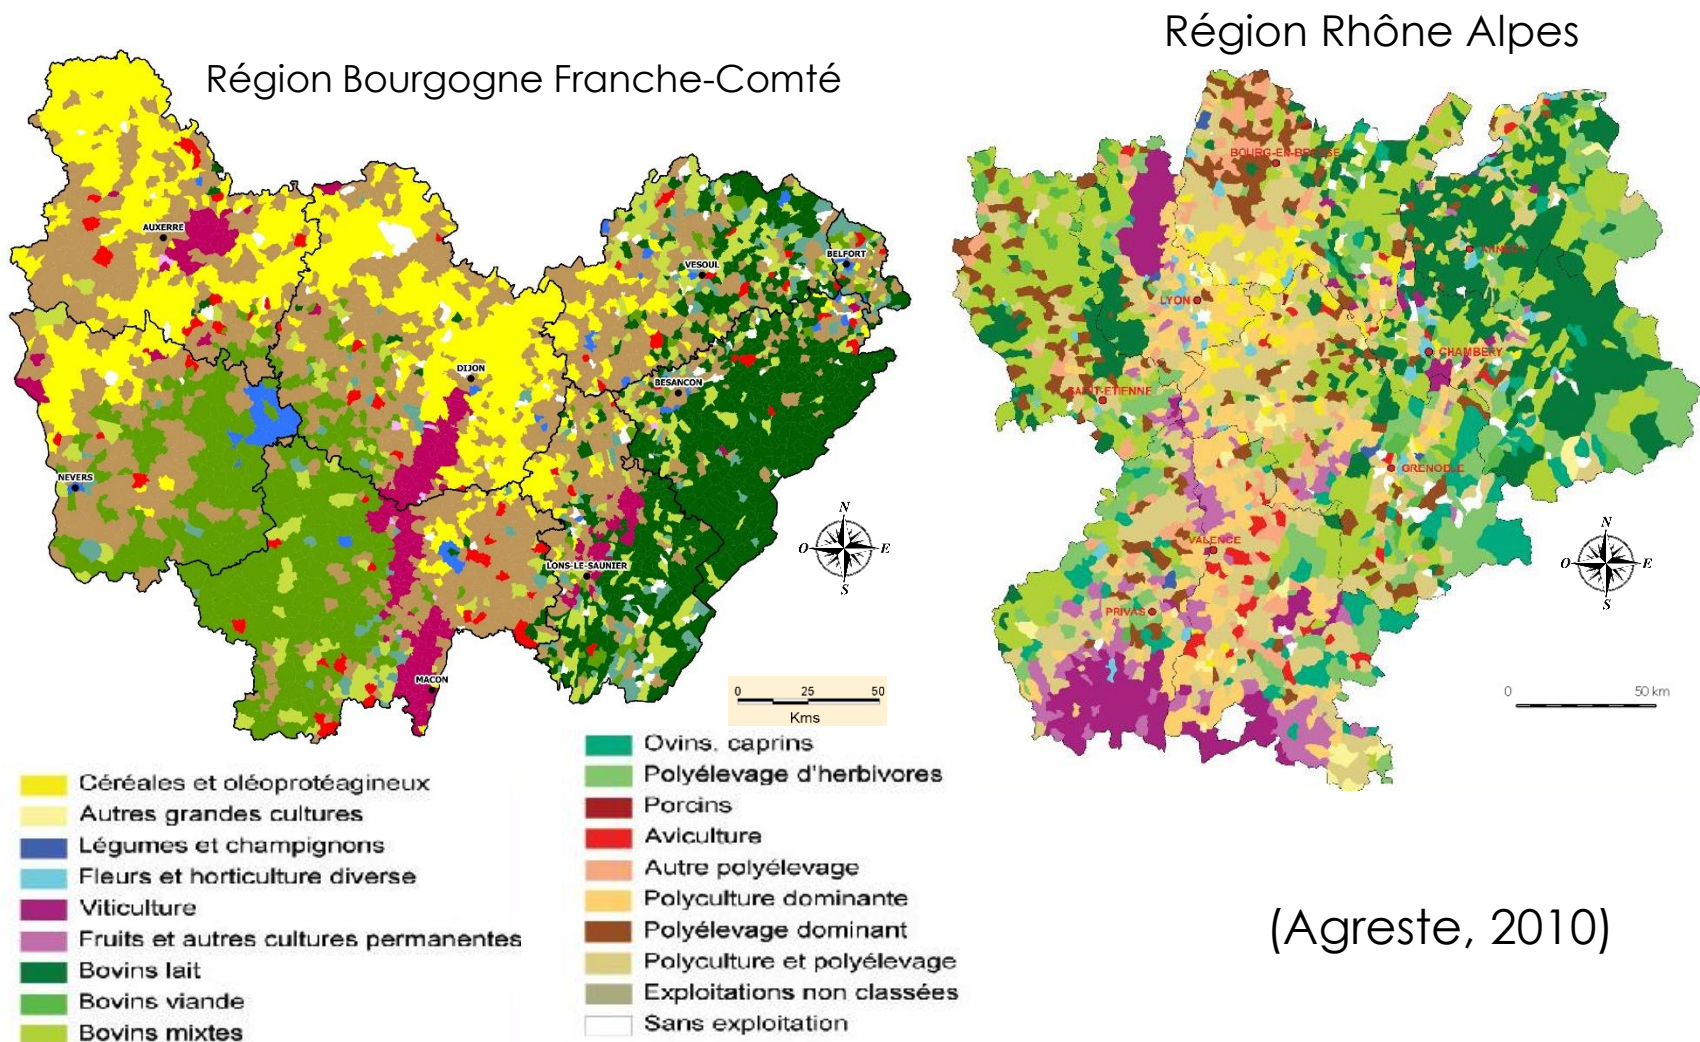 Région Rhône Alpes
Région Bourgogne Franche-Comté
AUXERRE
VESOUL
BELFORT
DIJON
BESANCON
NEVERS
LONS-LE-SAUNIER
MACON
N
O
E
S
0 25 50
Kms
BOURG-EN-BRESSE
ANNECY
LYON
CHAMBERY
SAINT-ETIENNE
GRENOBLE
VALENCE
PRIVAS
N
O
E
S
0 50 km
Céréales et oléoprotéagineux
Autres grandes cultures
Légumes et champignons
Fleurs et horticulture diverse
Viticulture
Fruits et autres cultures permanentes
Bovins lait
Bovins viande
Bovins mixtes
Ovins, caprins
Polyélevage d'herbivores
Porcins
Aviculture
Autre polyélevage
Polyculture dominante
Polyélevage dominant
Polyculture et polyélevage
Exploitations non classées
Sans exploitation
(Agreste, 2010)